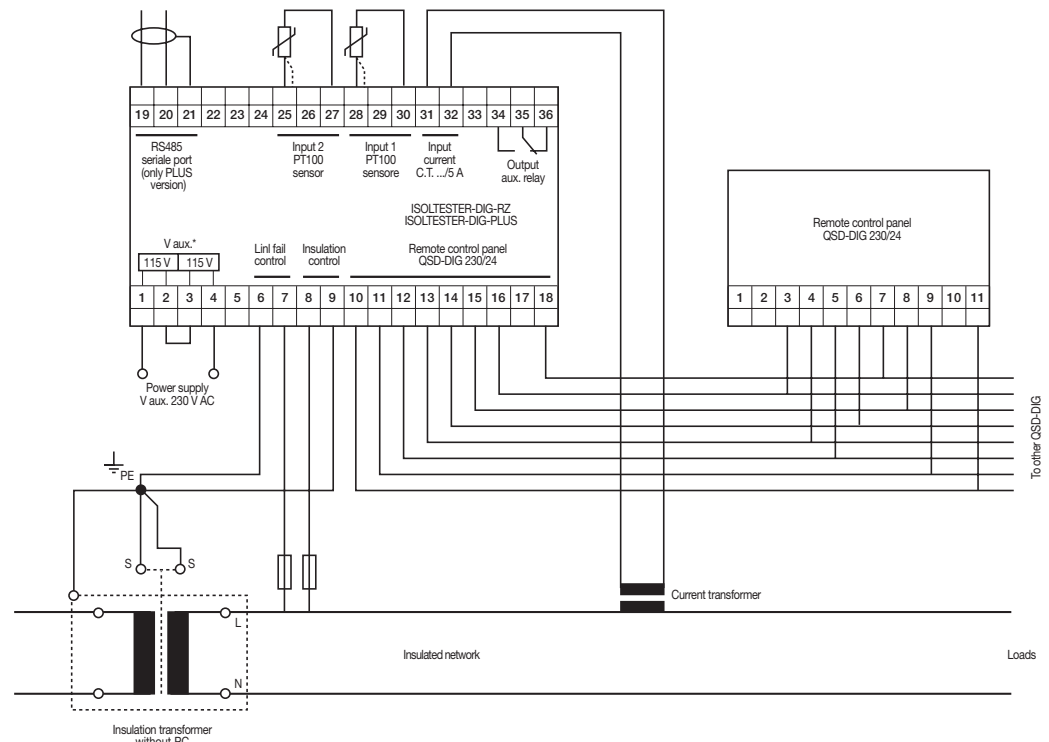 19 20 21 22 23 24 25 26 27 28 29 30 31 32 33 34 35 36
RS485
seriale port
(only PLUS
version)
Input 2
PT100
sensor
Input 1
PT100
sensore
Input
current
C.T. .../5 A
Output
aux. relay
ISOLTESTER-DIG-RZ
ISOLTESTER-DIG-PLUS
V aux.*
115 V 115 V
Linl fail
control
Insulation
control
Remote control panel
QSD-DIG 230/24
1 2 3 4 5 6 7 8 9 10 11 12 13 14 15 16 17 18
Remote control panel
QSD-DIG 230/24
1 2 3 4 5 6 7 8 9 10 11
Power supply
V aux. 230 V AC
To other QSD-DIG
PE
S S
Current transformer
L
Insulated network
Loads
N
Insulation transformer
without RC